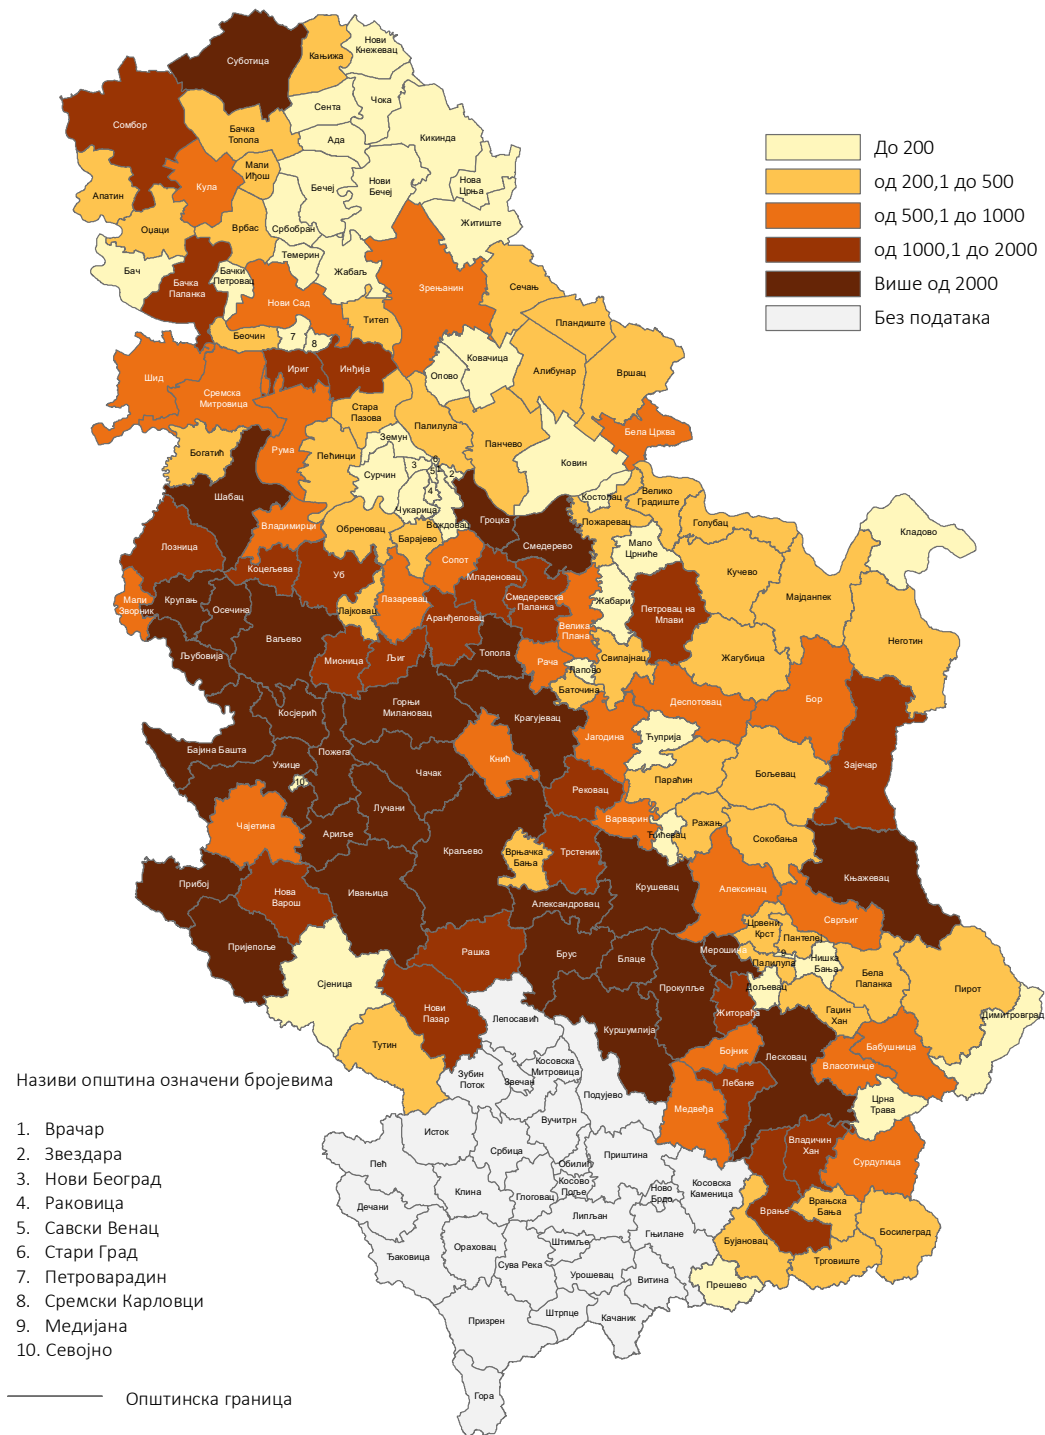 Нови
Кнежевац
Кањижа
Суботица
Сента
Чока
Сомбор
Бачка
Топола
Ада
Кикинда
Мали
Иђош
Кула
Апатин
Бечеј
Нови
Бечеј
Нова
Црња
Житиште
Оџаци
Врбас
Србобран
Темерин
Жабаљ
Бач
Бачка
Паланка
Бачки
Петровац
Нови Сад
Зрењанин
Сечањ
Тител
Беочин
7
8
Пландиште
Шид
Сремска
Митровица
Ириг
Инђија
Опово
Ковачица
Алибунар
Вршац
Стара
Пазова
Палилула
Панчево
Бела Црква
Рума
Пећинци
Земун
Сурчин
3
6
1
5
2
4
Чукарица
Вождовац
Ковин
Богатић
Шабац
Владимирци
Обреновац
Барајево
Гроцка
Смедерево
Костолац
Пожаревац
Велико
Градиште
Голубац
Кладово
Мало
Црниће
Кучево
Мајданпек
Лозница
Коцељева
Уб
Сопот
Младеновац
Смедеревска
Паланка
Мали
Зворник
Крупањ
Осечина
Лајковац
Лазаревац
Аранђеловац
Велика
Плана
Жабари
Петровац на
Млави
Неготин
Љубовија
Ваљево
Мионица
Љиг
Топола
Рача
Лапово
Свилајнац
Жагубица
Баточина
Косјерић
Горњи
Милановац
Крагујевац
Деспотовац
Бор
Бајина Башта
Пожега
Јагодина
Ћуприја
Ужице
Чачак
Кнић
Зајечар
10
Параћин
Бољевац
Лучани
Рековац
Чајетина
Ариље
Варварин
Ћићевац
Ражањ
Сокобања
Краљево
Врњачка
Бања
Трстеник
Прибој
Нова
Варош
Ивањица
Крушевац
Алексинац
Књажевац
Александровац
Сврљиг
Пријепоље
Рашка
Брус
Блаце
Мерошина
Црвени
Крст
Пантелеј
9
Палилула
Нишка
Бања
Бела
Паланка
Пирот
Сјеница
Прокупље
Дољевац
Димитровград
Нови
Пазар
Лепосавић
Куршумлија
Житорађа
Гаџин
Хан
Тутин
Бојник
Лесковац
Бабушница
Власотинце
Зубин
Поток
Звечан
Косовска
Митровица
Подујево
Лебане
Медвеђа
Црна
Трава
Исток
Вучитрн
Србица
Приштина
Владичин
Хан
Сурдулица
Пећ
Обилић
Косово
Поље
Косовска
Каменица
Ново
Брдо
Дечани
Клина
Глоговац
Врање
Врањска
Бања
Липљан
Гњилане
Бујановац
Босилеград
Ђаковица
Ораховац
Штимље
Сува Река
Урошевац
Витина
Трговиште
Прешево
Призрен
Штрпце
Качаник
Гора
До 200
од 200,1 до 500
од 500,1 до 1000
од 1000,1 до 2000
Више од 2000
Без података
Називи општина означени бројевима
1. Врачар
2. Звездара
3. Нови Београд
4. Раковица
5. Савски Венац
6. Стари Град
7. Петроварадин
8. Сремски Карловци
9. Медијана
10. Севојно
Општинска граница